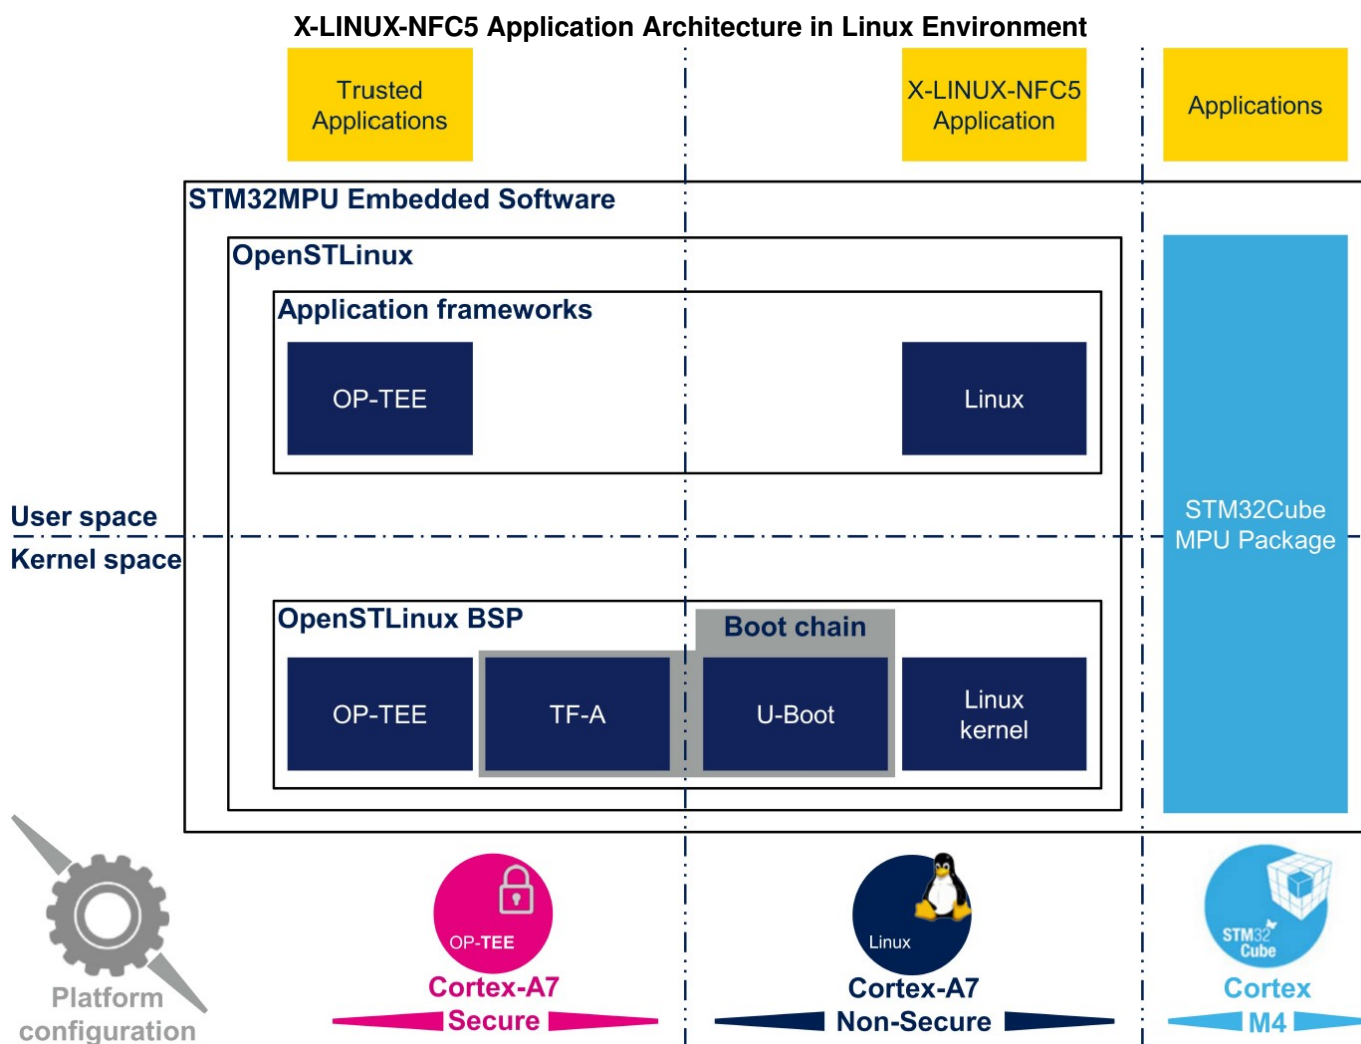 X-LINUX-NFC5 Application Architecture in Linux Environment
Trusted
Applications
X-LINUX-NFC5
Application
Applications
STM32MPU Embedded Software
OpenSTLinux
Application frameworks
OP-TEE
Linux
User space
Kernel space
STM32Cube
MPU Package
OpenSTLinux BSP
Boot chain
OP-TEE
TF-A
U-Boot
Linux
kernel
Platform
configuration
OP-TEE
Cortex-A7
Secure
Linux
Cortex-A7
Non-Secure
STM32
Cube
Cortex
M4